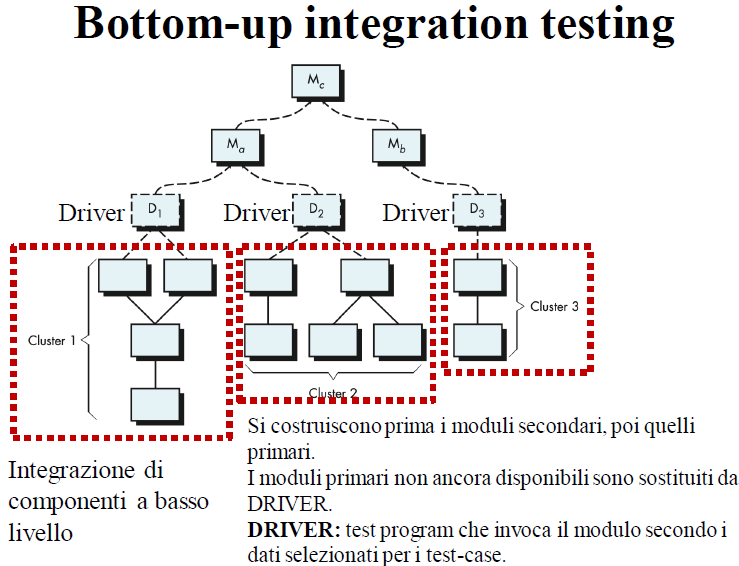 Bottom-up integration testing
Mc
Ma
Mb
Driver D1
Driver D2
Driver D3
Cluster 1
Cluster 2
Cluster 3
Integrazione di
componenti a basso
livello
Si costruiscono prima i moduli secondari, poi quelli
primari.
I moduli primari non ancora disponibili sono sostituiti da
DRIVER.
DRIVER: test program che invoca il modulo secondo i
dati selezionati per i test-case.